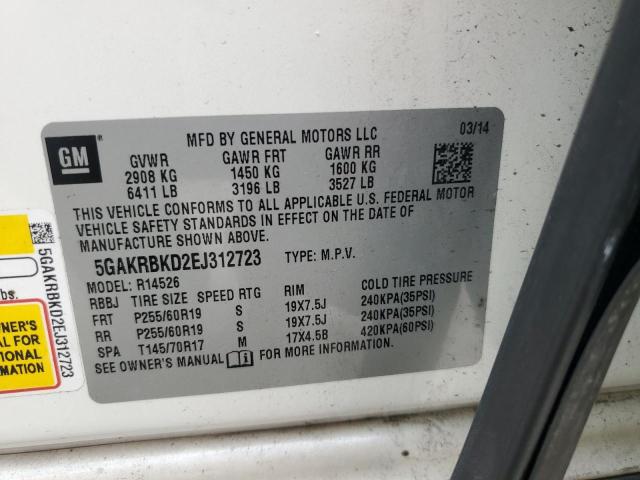 GM
MFD BY GENERAL MOTORS LLC 03/14
GVWR GAWR FRT GAWR RR
2908 KG 1450 KG 1600 KG
6411 LB 3196 LB 3527 LB
THIS VEHICLE CONFORMS TO ALL APPLICABLE U.S. FEDERAL MOTOR
VEHICLE SAFETY STANDARDS IN EFFECT ON THE DATE OF
MANUFACTURE SHOWN ABOVE.
5GAKRBKD2EJ312723 TYPE: M.P.V.
MODEL: R14526
RBBJ TIRE SIZE SPEED RTG RIM COLD TIRE PRESSURE
FRT P255/60R19 S 19X7.5J 240KPA(35PSI)
RR P255/60R19 S 19X7.5J 240KPA(35PSI)
SPA T145/70R17 M 17X4.5B 420KPA(60PSI)
SEE OWNER'S MANUAL FOR MORE INFORMATION.
5GAKRBKD2EJ312723
lbs.
WNER'S
AL FOR
TIONAL
MATION